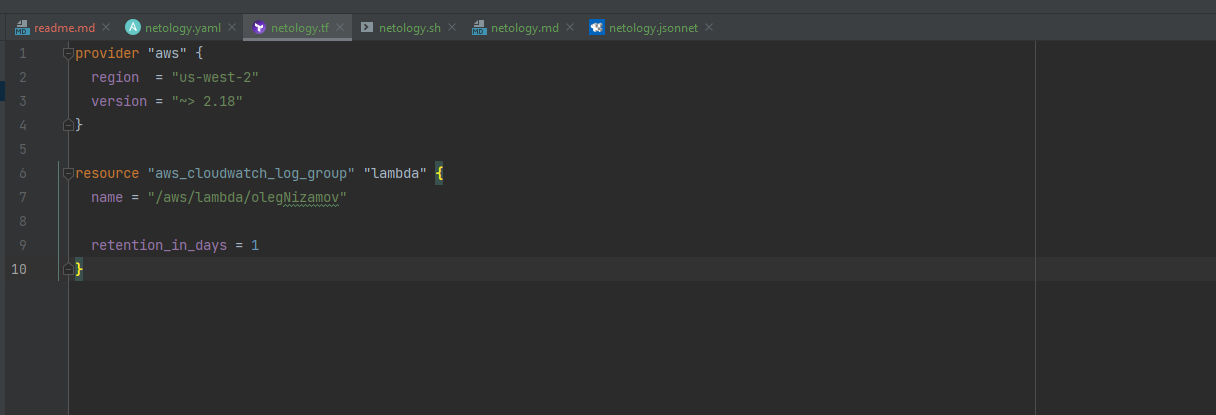 readme.md netology.yaml netology.tf netology.sh netology.md netology.jsonnet
1 provider "aws" {
2   region  = "us-west-2"
3   version = "~> 2.18"
4 }
5
6 resource "aws_cloudwatch_log_group" "lambda" {
7   name = "/aws/lambda/olegNizamov"
8
9   retention_in_days = 1
10 }